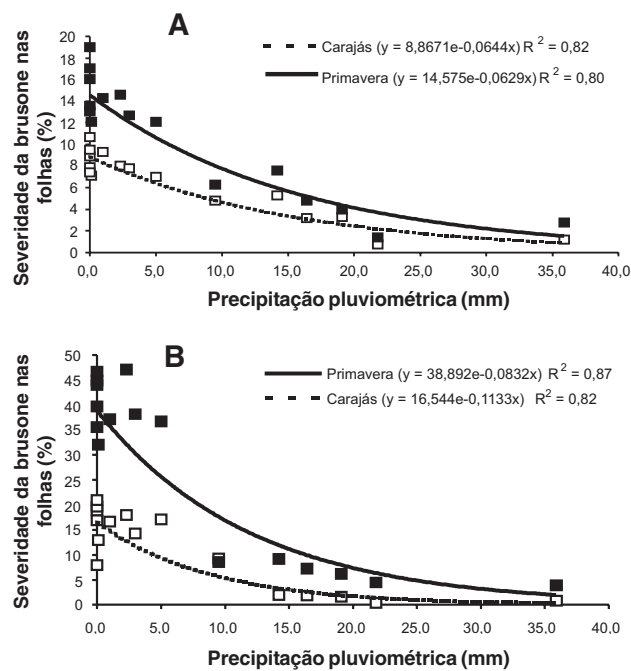 A
Carajás (y = 8,8671e-0,0644x) R 2 = 0,82
Primavera (y = 14,575e-0,0629x) R 2 = 0,80
Severidade da brusone nas
folhas (%)
20
18
16
14
12
10
8
6
4
2
0
0,0 5,0 10,0 15,0 20,0 25,0 30,0 35,0 40,0
Precipitação pluviométrica (mm)
B
Primavera (y = 38,892e-0,0832x) R 2 = 0,87
Carajás (y = 16,544e-0,1133x) R 2 = 0,82
Severidade da brusone nas
folhas (%)
50
45
40
35
30
25
20
15
10
5
0
0,0 5,0 10,0 15,0 20,0 25,0 30,0 35,0 40,0
Precipitação pluviométrica (mm)